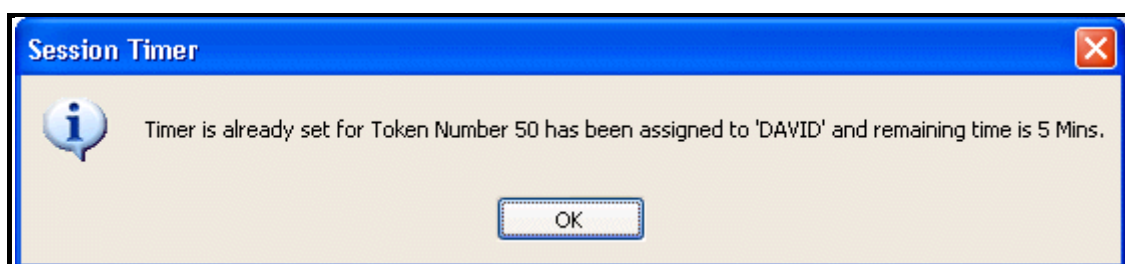 Session Timer
Timer is already set for Token Number 50 has been assigned to 'DAVID' and remaining time is 5 Mins.
OK